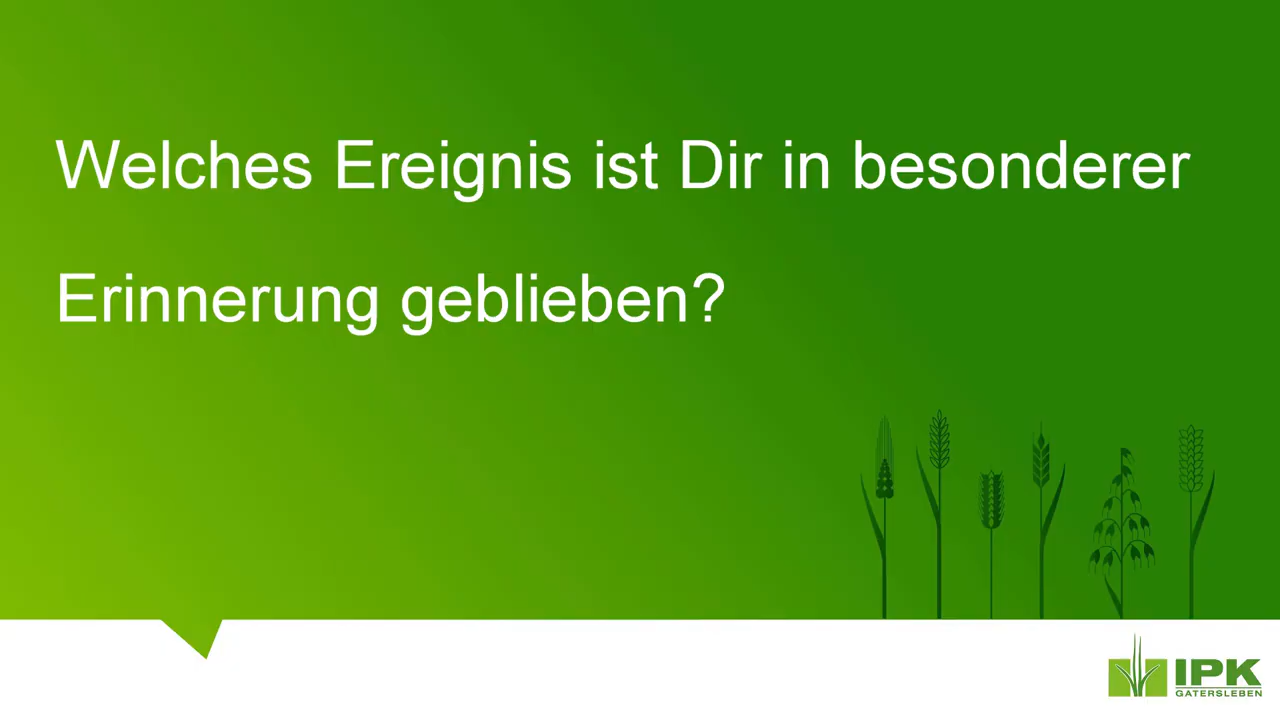 Welches Ereignis ist Dir in besonderer
Erinnerung geblieben?
IPK
GATERSLEBEN